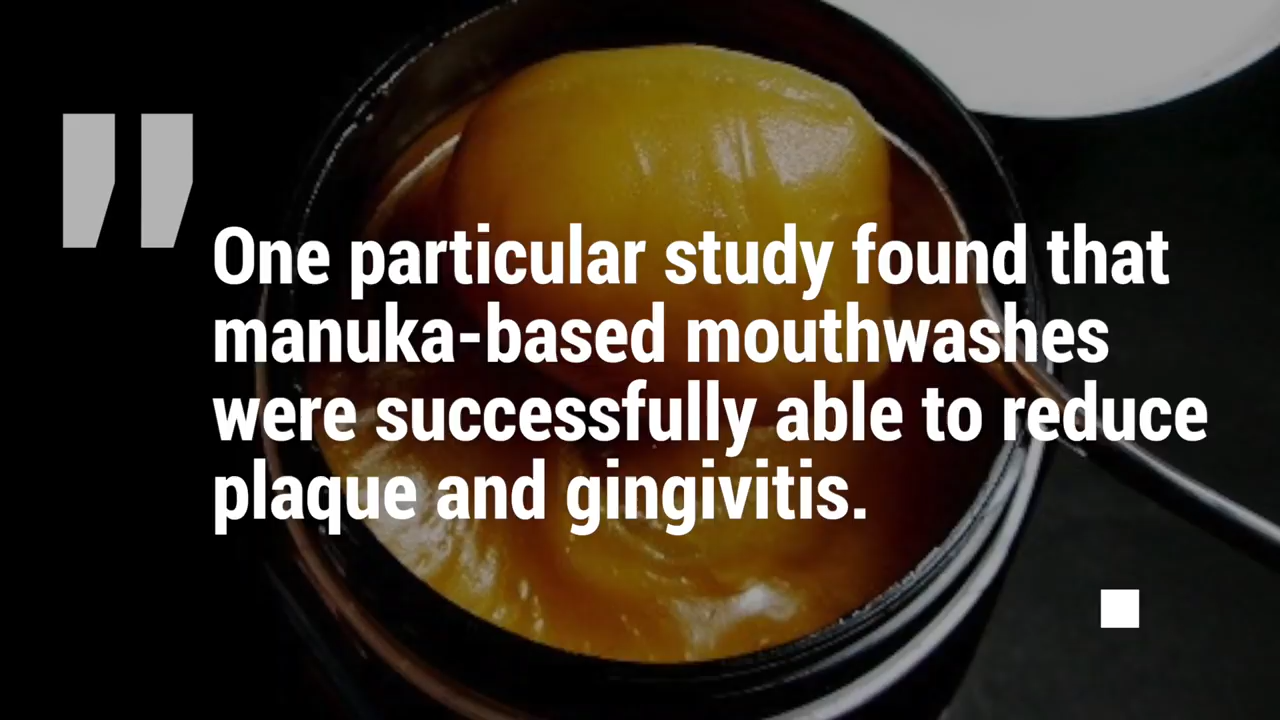 "
One particular study found that
manuka-based mouthwashes
were successfully able to reduce
plaque and gingivitis.